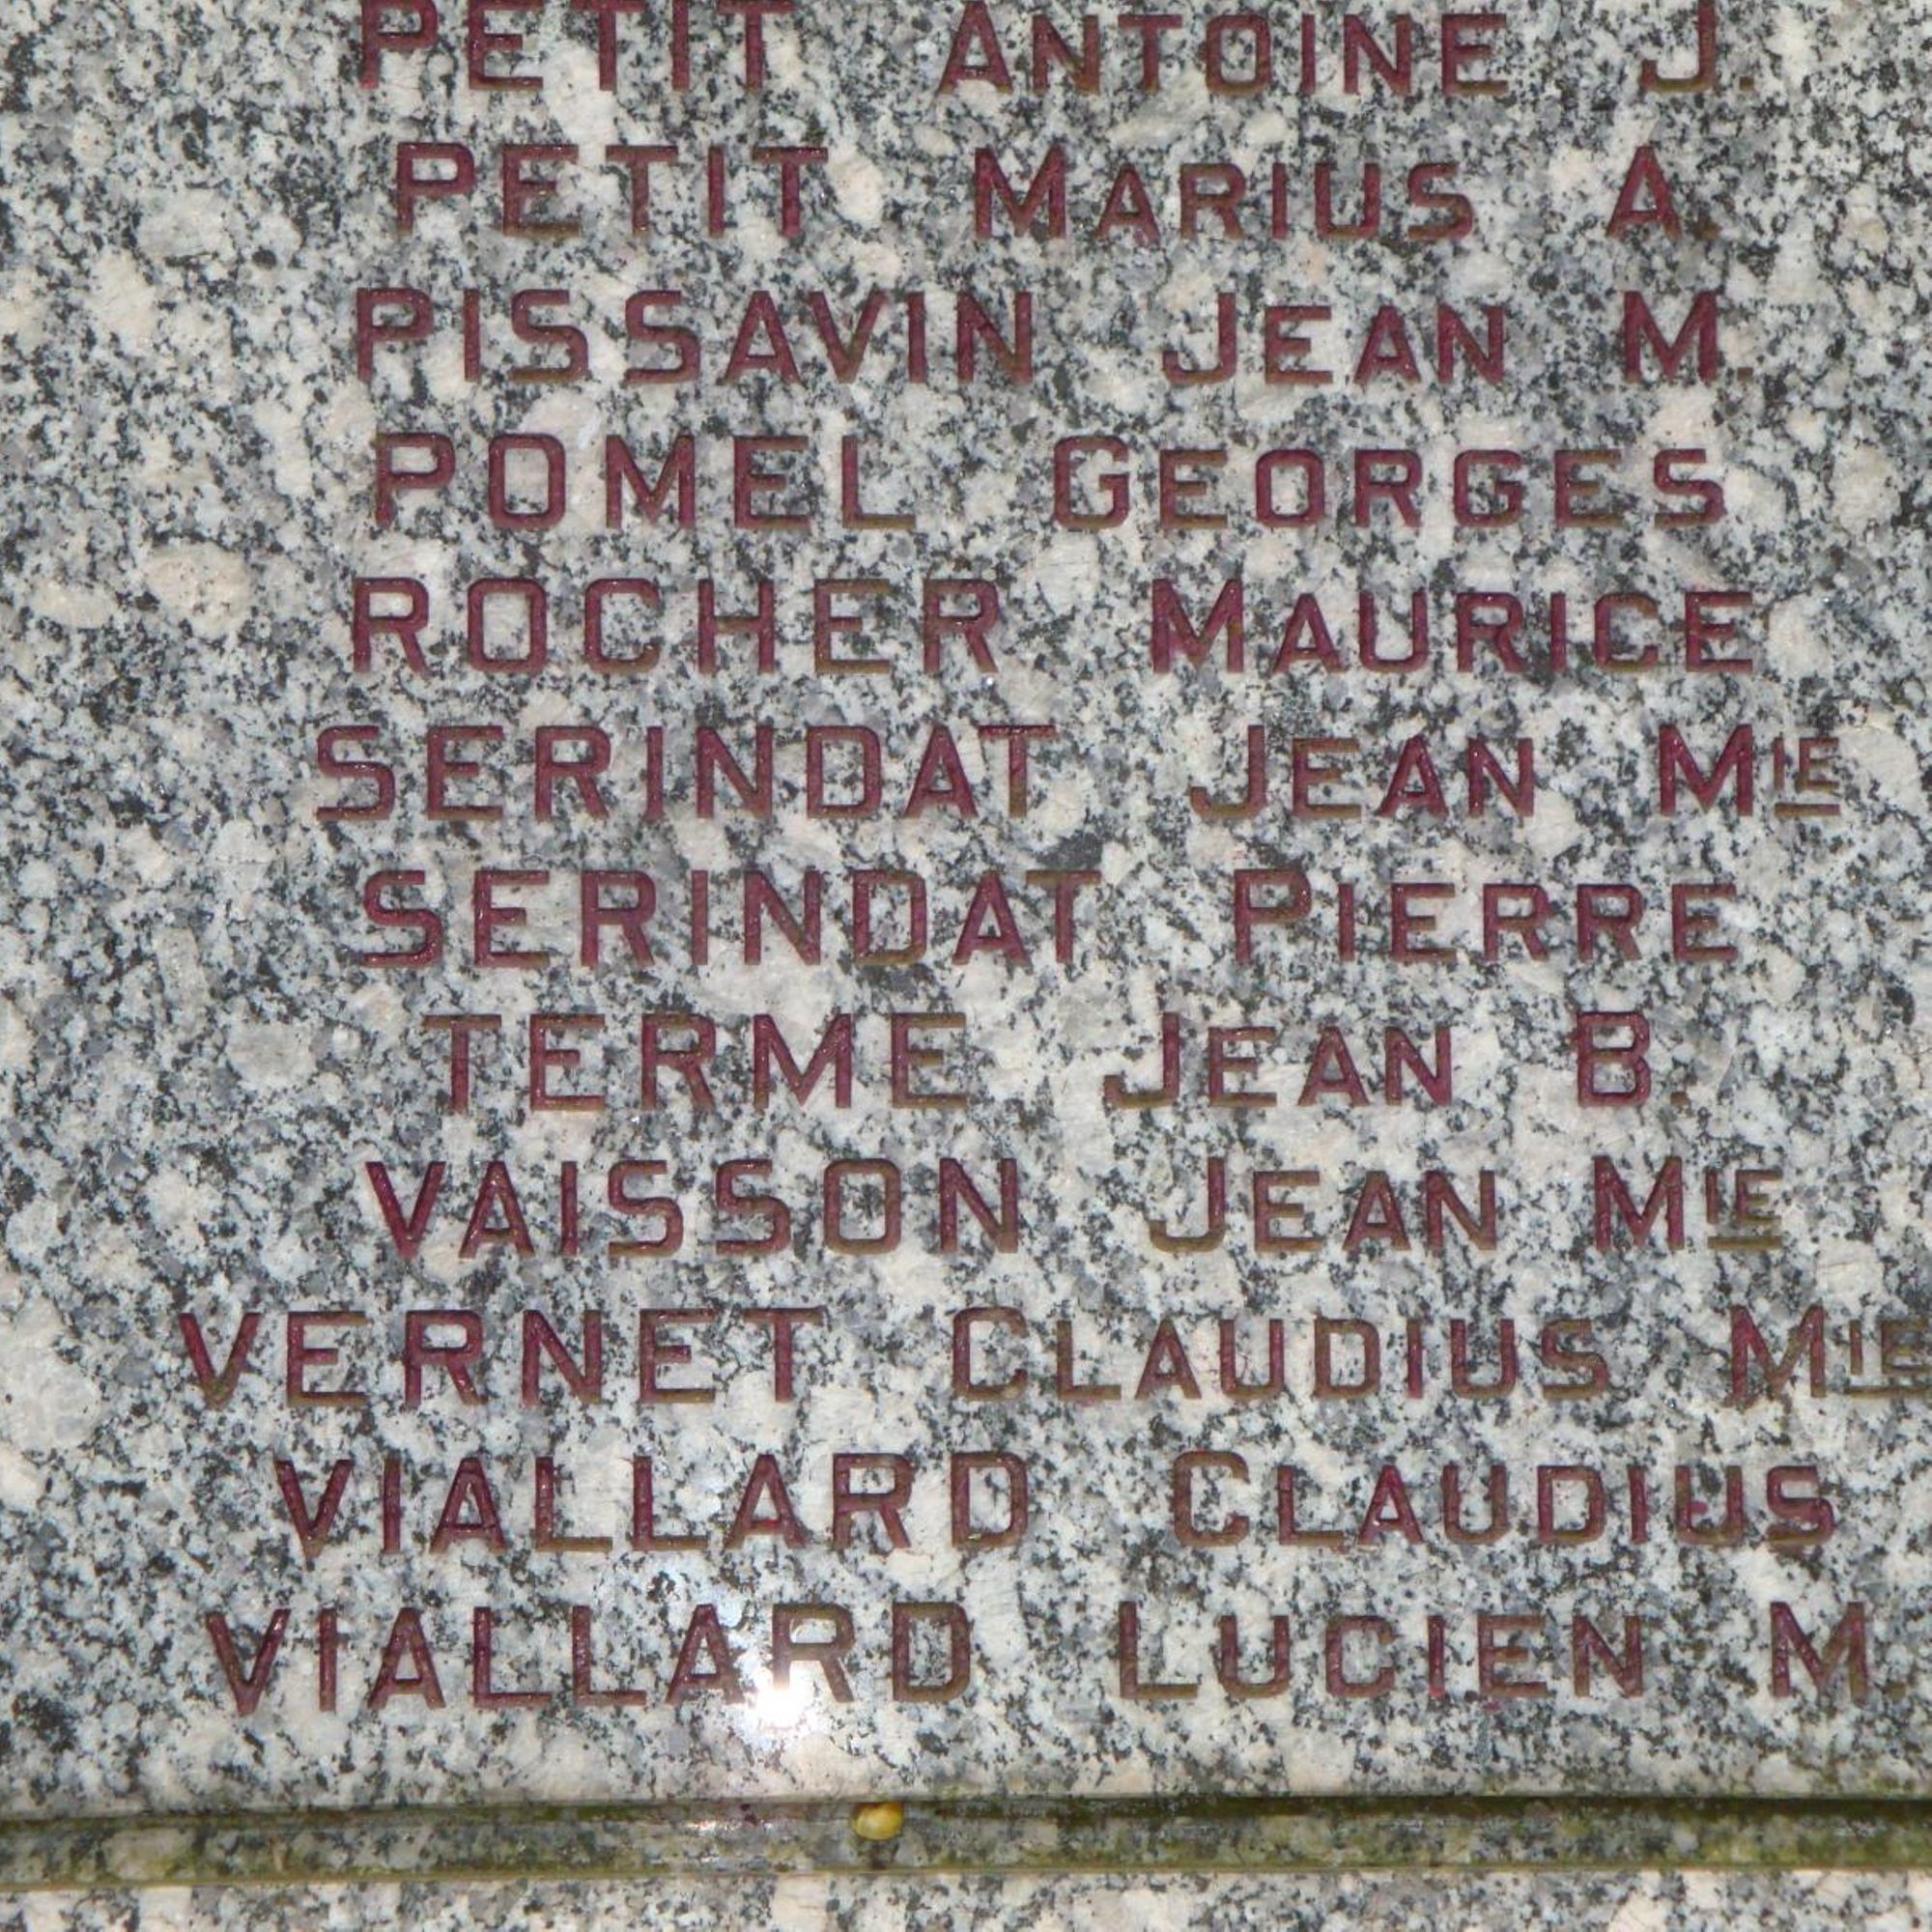 PETIT ANTOINE J.
PETIT MARIUS A.
PISSAVIN JEAN M.
POMEL GEORGES
ROCHER MAURICE
SERINDAT JEAN MIE
SERINDAT PIERRE
TERME JEAN B.
VAISSON JEAN MIE
VERNET CLAUDIUS MIE
VIALLARD CLAUDIUS
VIALLARD LUCIEN M.